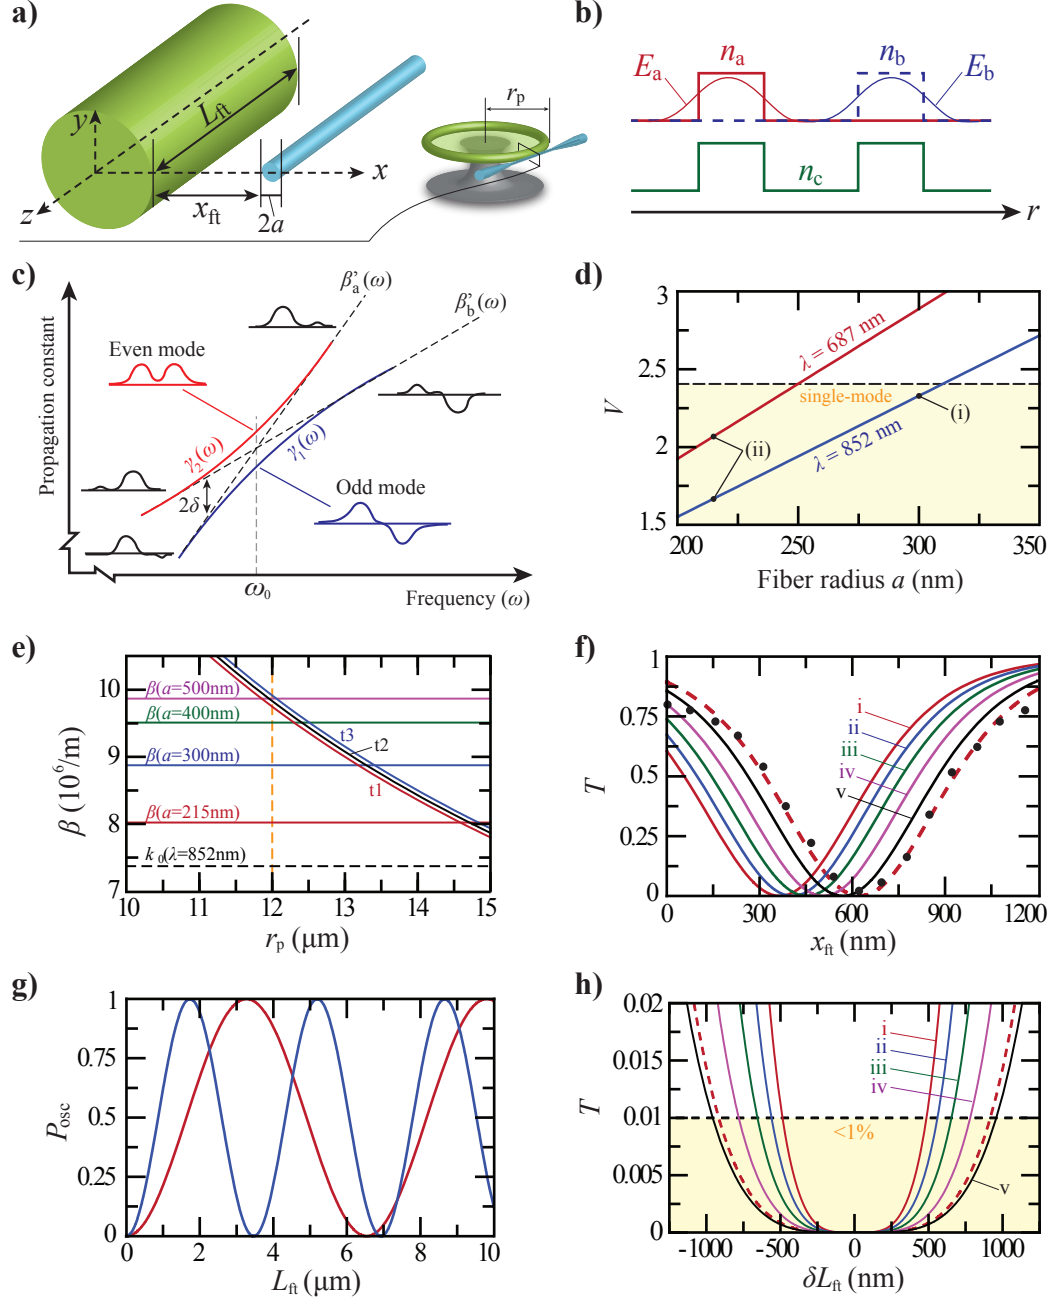 a)
y
L_ft
x
z
x_ft
2a
r_p
b)
E_a
n_a
n_b
E_b
n_c
r
c)
Propagation constant
β'_a(ω)
β'_b(ω)
Even mode
γ_2(ω)
γ_1(ω)
2δ
Odd mode
ω_0
Frequency (ω)
d)
3
2.5
2
1.5
V
λ = 687 nm
single-mode
(i)
(ii)
λ = 852 nm
200
250
300
350
Fiber radius a (nm)
e)
10
9
8
7
β (10^6/m)
β(a=500nm)
β(a=400nm)
t3
t2
β(a=300nm)
t1
β(a=215nm)
k_0(λ=852nm)
10
11
12
13
14
15
r_p (μm)
f)
1
0.75
0.5
0.25
0
T
i
ii
iii
iv
v
0
300
600
900
1200
x_ft (nm)
g)
1
0.75
0.5
0.25
0
P_osc
0
2
4
6
8
10
L_ft (μm)
h)
0.02
0.015
0.01
0.005
0
T
i
ii
iii
iv
<1%
v
-1000
-500
0
500
1000
δL_ft (nm)